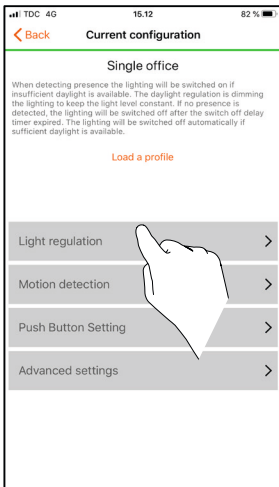 TDC 4G 15.12 82 %
Back Current configuration
Single office
When detecting presence the lighting will be switched on if
insufficient daylight is available. The daylight regulation is dimming
the lighting to keep the light level constant. If no presence is
detected, the lighting will be switched off after the switch off delay
timer expired. The lighting will be switched off automatically if
sufficient daylight is available.
Load a profile
Light regulation
Motion detection
Push Button Setting
Advanced settings